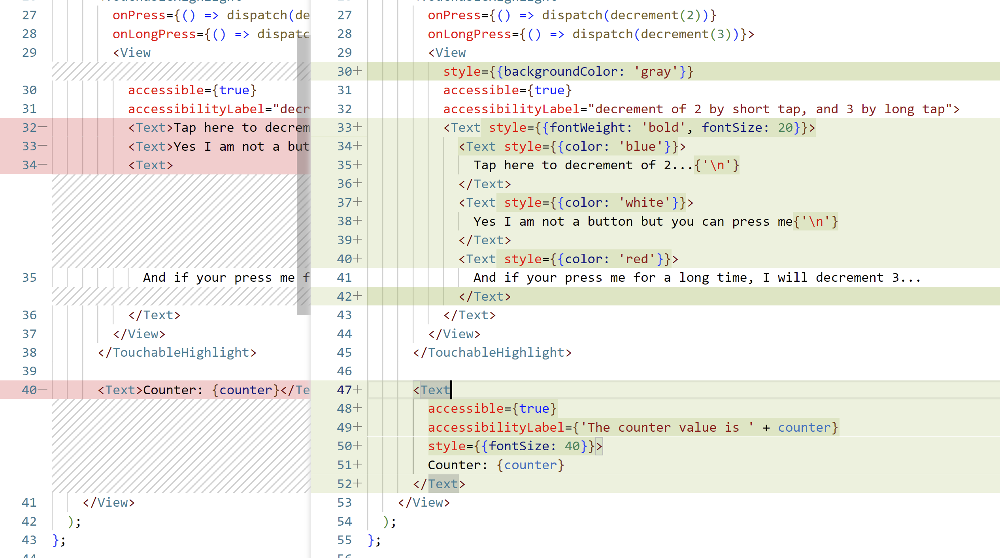 27 onPress={() => dispatch(de
28 onLongPress={() => dispatc
29 <View
30 accessible={true}
31 accessibilityLabel="decr
32— <Text>Tap here to decrem
33— <Text>Yes I am not a but
34— <Text>
35 And if your press me f
36 </Text>
37 </View>
38 </TouchableHighlight>
39
40— <Text>Counter: {counter}</Te
41 </View>
42 );
43 };
27 onPress={() => dispatch(decrement(2))}
28 onLongPress={() => dispatch(decrement(3))}>
29 <View
30+ style={{backgroundColor: 'gray'}}
31 accessible={true}
32 accessibilityLabel="decrement of 2 by short tap, and 3 by long tap">
33+ <Text style={{fontWeight: 'bold', fontSize: 20}}>
34+ <Text style={{color: 'blue'}}>
35+ Tap here to decrement of 2...{'\n'}
36+ </Text>
37+ <Text style={{color: 'white'}}>
38+ Yes I am not a button but you can press me{'\n'}
39+ </Text>
40+ <Text style={{color: 'red'}}>
41 And if your press me for a long time, I will decrement 3...
42+ </Text>
43 </Text>
44 </View>
45 </TouchableHighlight>
46
47+ <Text
48+ accessible={true}
49+ accessibilityLabel={'The counter value is ' + counter}
50+ style={{fontSize: 40}}>
51+ Counter: {counter}
52+ </Text>
53 </View>
54 );
55 };